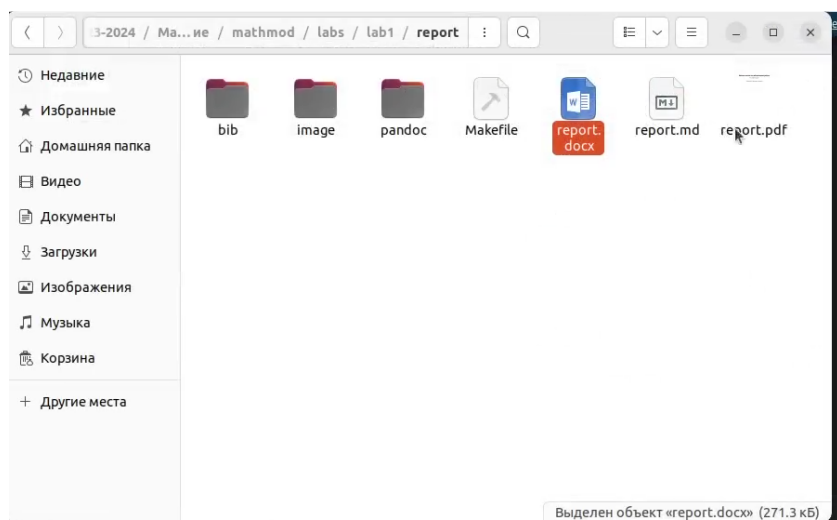 3-2024 / Ма...ие / mathmod / labs / lab1 / report
Недавние
Избранные
Домашняя папка
Видео
Документы
Загрузки
Изображения
Музыка
Корзина
Другие места
bib
image
pandoc
Makefile
report.
docx
report.md
report.pdf
Выделен объект «report.docx» (271.3 кБ)